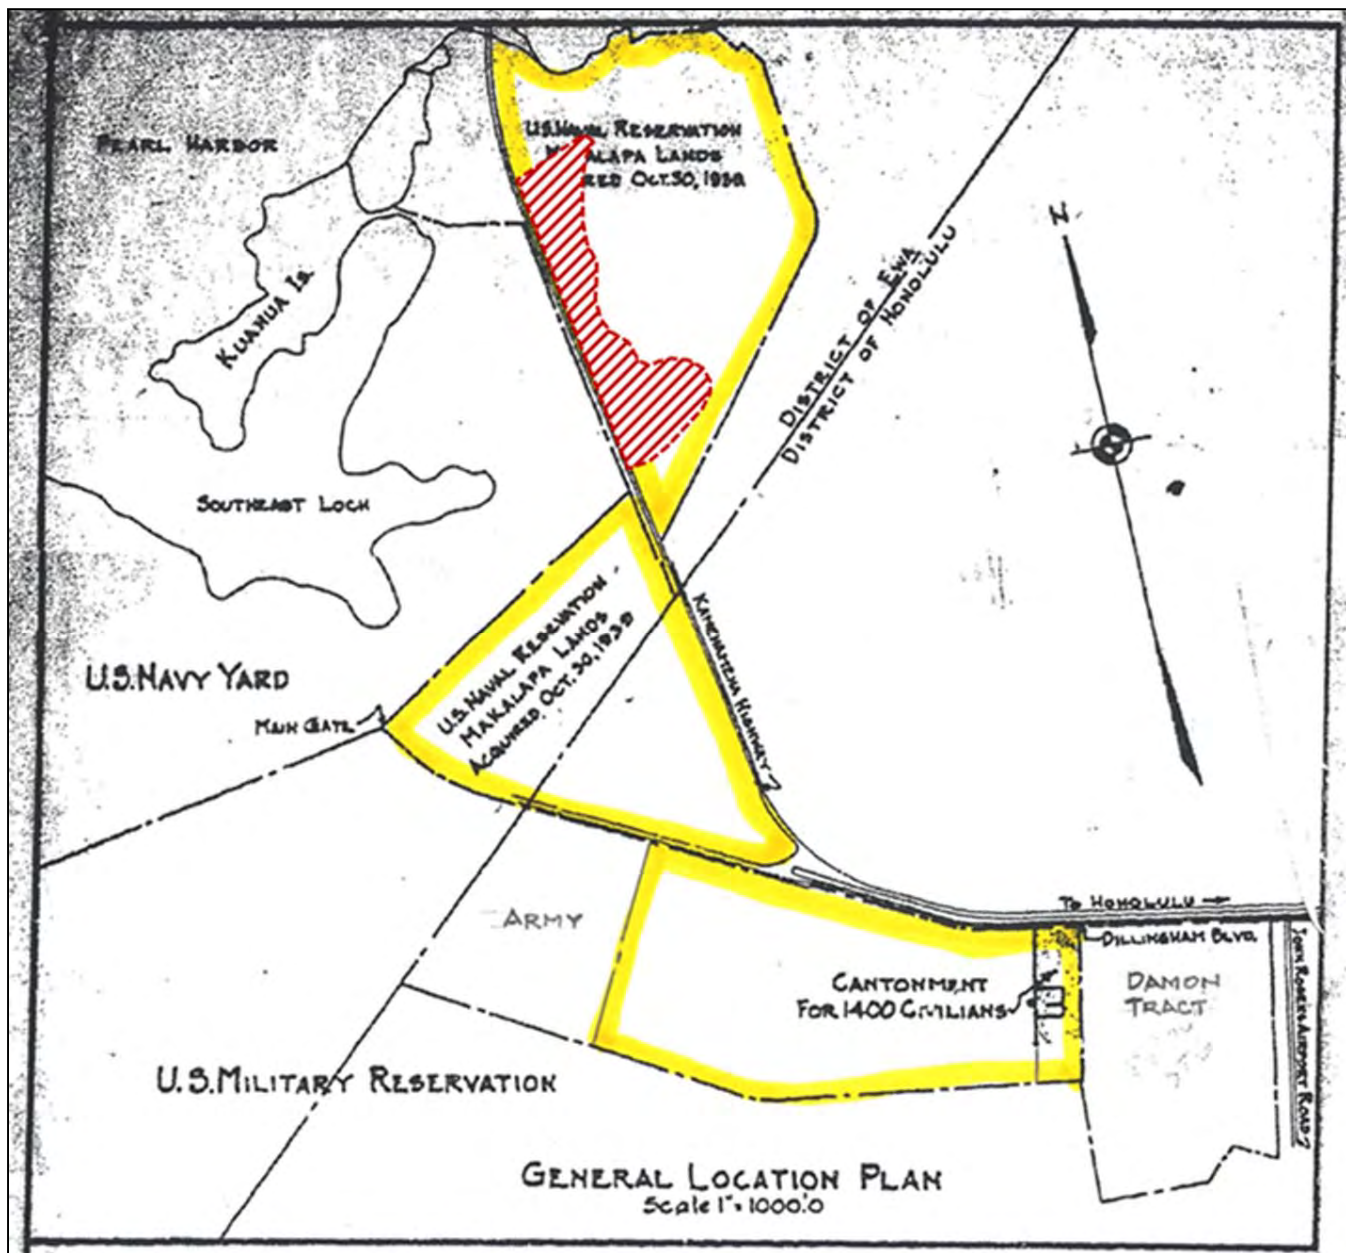 PEARL HARBOR
U.S. NAVAL RESERVATION
ALAPA LANDS
RED OCT. 30, 1939
KUAHUA IS.
N
DISTRICT OF EWA
DISTRICT OF HONOLULU
SOUTHEAST LOCH
U.S. NAVAL RESERVATION
MAKALAPA LANDS
ACQUIRED OCT. 30, 1939
KAMEHAMEHA HIGHWAY
U.S. NAVY YARD
MAIN GATE
ARMY
TO HONOLULU
DILLINGHAM BLVD.
JOHN RODGERS AIRPORT ROAD
CANTONMENT
FOR 1400 CIVILIANS
DAMON
TRACT
U.S. MILITARY RESERVATION
GENERAL LOCATION PLAN
Scale 1" = 1000'.0